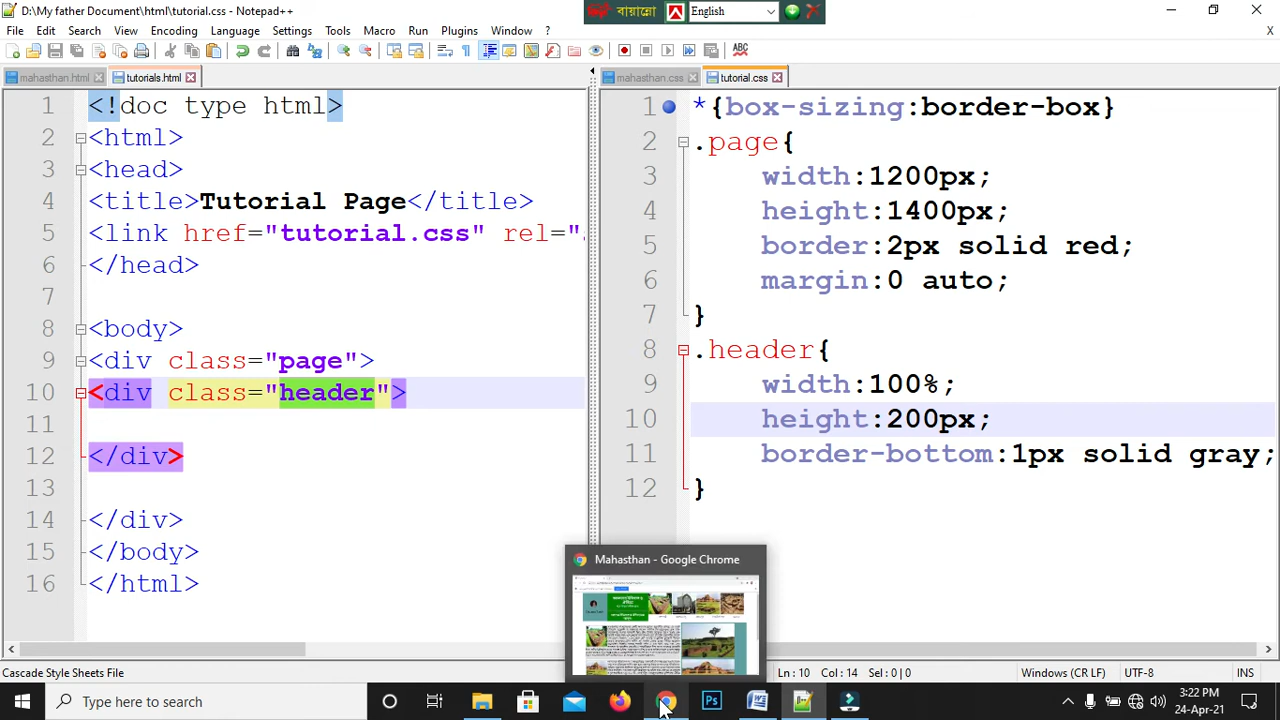 D:\My father Document\html\tutorial.css - Notepad++
বায়ান্নো
English
File Edit Search View Encoding Language Settings Tools Macro Run Plugins Window ?
X
ABC
mahasthan.html
tutorials.html
mahasthan.css
tutorial.css
1 <!doc type html>
2 <html>
3 <head>
4 <title>Tutorial Page</title>
5 <link href="tutorial.css" rel="
6 </head>
7
8 <body>
9 <div class="page">
10 <div class="header">
11
12 </div>
13
14 </div>
15 </body>
16 </html>
1 *{box-sizing:border-box}
2 .page{
3 width:1200px;
4 height:1400px;
5 border:2px solid red;
6 margin:0 auto;
7 }
8 .header{
9 width:100%;
10 height:200px;
11 border-bottom:1px solid gray;
12 }
Mahasthan - Google Chrome
Cascade Style Sheet
Ln : 10 Col : 14 Sel : 0 | 0
Windows (CR LF)
UTF-8
INS
Type here to search
Ps
3:22 PM
24-Apr-21